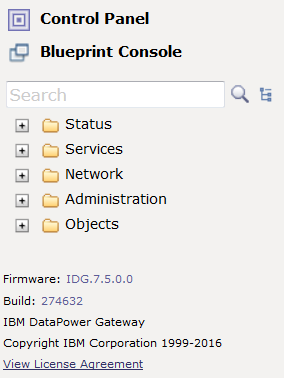 Control Panel
Blueprint Console
Search
Status
Services
Network
Administration
Objects
Firmware: IDG.7.5.0.0
Build: 274632
IBM DataPower Gateway
Copyright IBM Corporation 1999-2016
View License Agreement